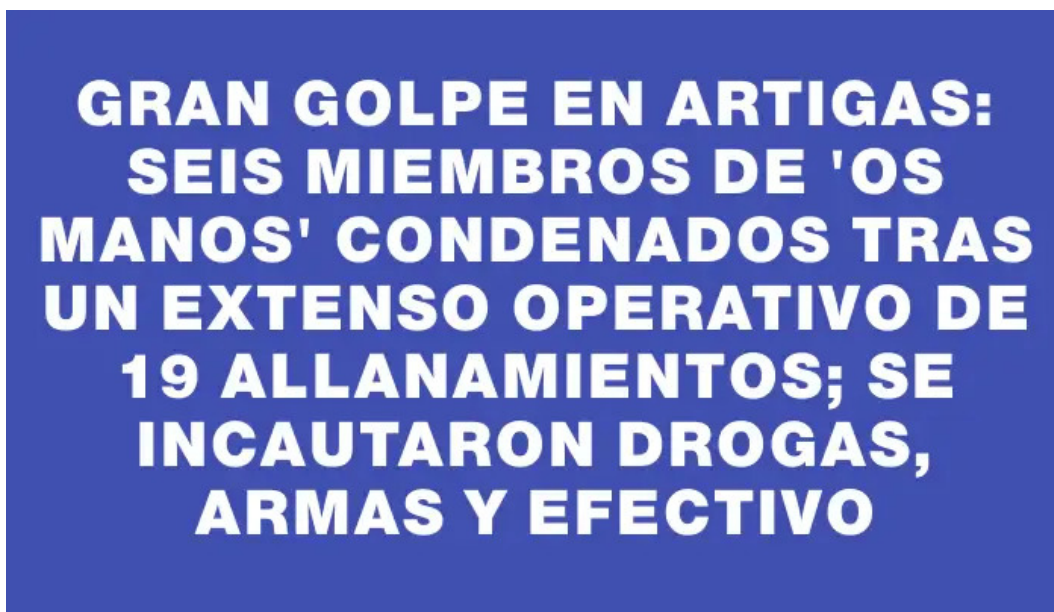 GRAN GOLPE EN ARTIGAS:
SEIS MIEMBROS DE 'OS
MANOS' CONDENADOS TRAS
UN EXTENSO OPERATIVO DE
19 ALLANAMIENTOS; SE
INCAUTARON DROGAS,
ARMAS Y EFECTIVO